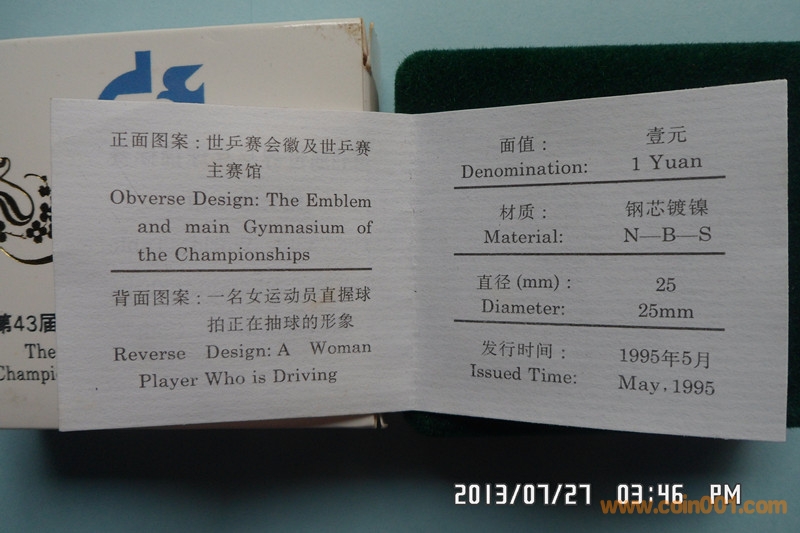 正面图案：世乒赛会徽及世乒赛
主赛馆
Obverse Design: The Emblem
and main Gymnasium of
the Championships
背面图案：一名女运动员直握球
拍正在抽球的形象
Reverse Design: A Woman
Player Who is Driving
面值： 壹元
Denomination: 1 Yuan
材质： 钢芯镀镍
Material: N—B—S
直径(mm)： 25
Diameter: 25mm
发行时间： 1995年5月
Issued Time: May,1995
第43届
The
Champi
2013/07/27 03:46 PM
www.coin001.com